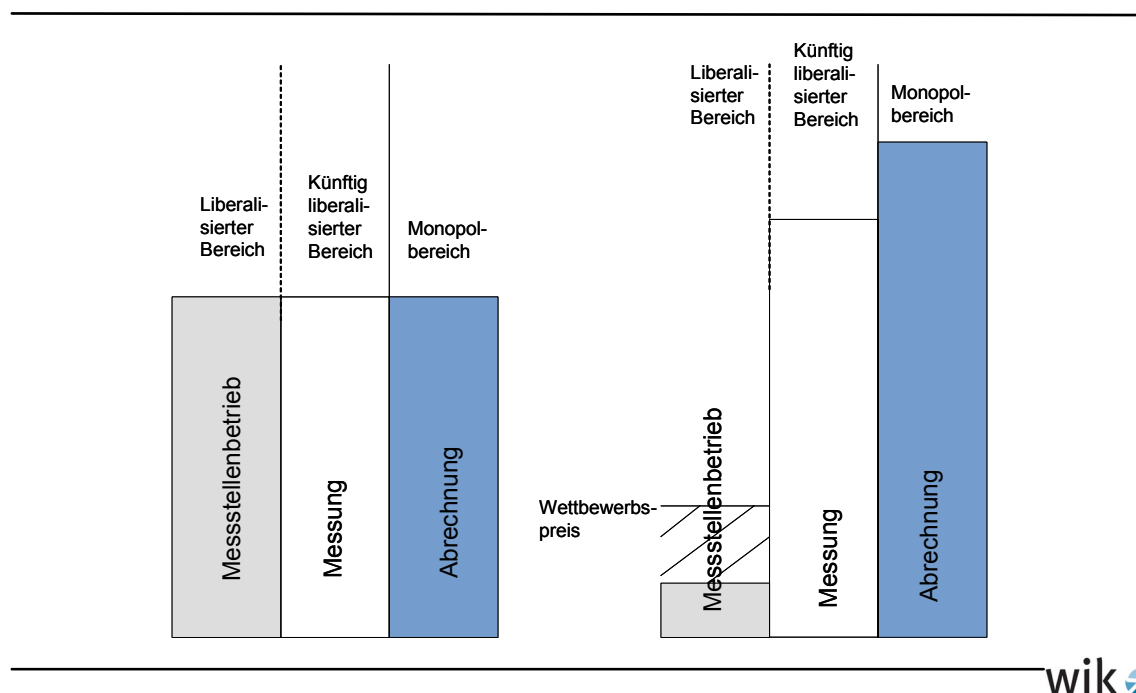 Liberali-
sierter
Bereich
Künftig
liberali-
sierter
Bereich
Monopol-
bereich
Messstellenbetrieb
Messung
Abrechnung
Liberali-
sierter
Bereich
Künftig
liberali-
sierter
Bereich
Monopol-
bereich
Wettbewerbs-
preis
Messstellenbetrieb
Messung
Abrechnung
wik